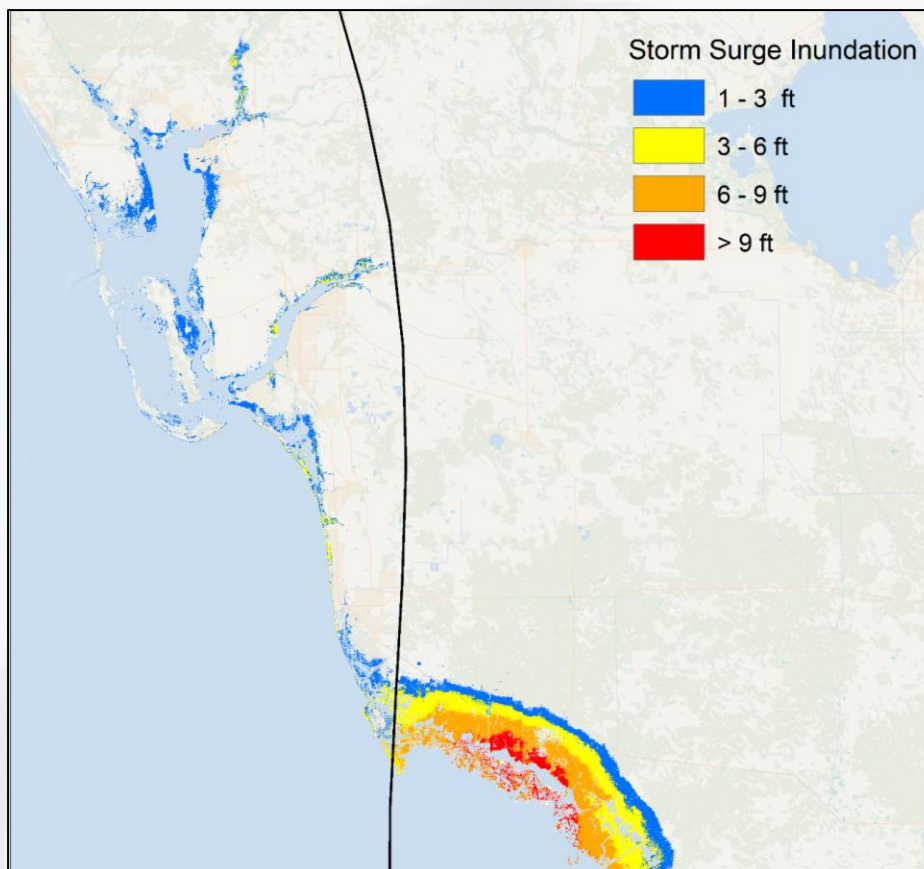 Storm Surge Inundation
1 - 3 ft
3 - 6 ft
6 - 9 ft
> 9 ft